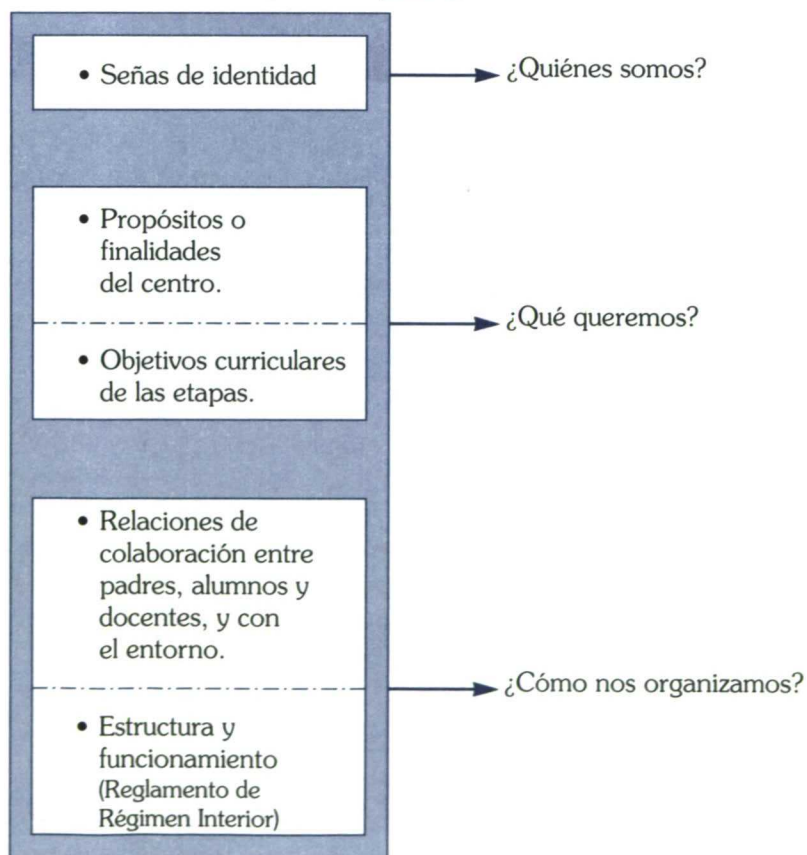 • Señas de identidad
¿Quiénes somos?
• Propósitos o
finalidades
del centro.
¿Qué queremos?
• Objetivos curriculares
de las etapas.
• Relaciones de
colaboración entre
padres, alumnos y
docentes, y con
el entorno.
¿Cómo nos organizamos?
• Estructura y
funcionamiento
(Reglamento de
Régimen Interior)